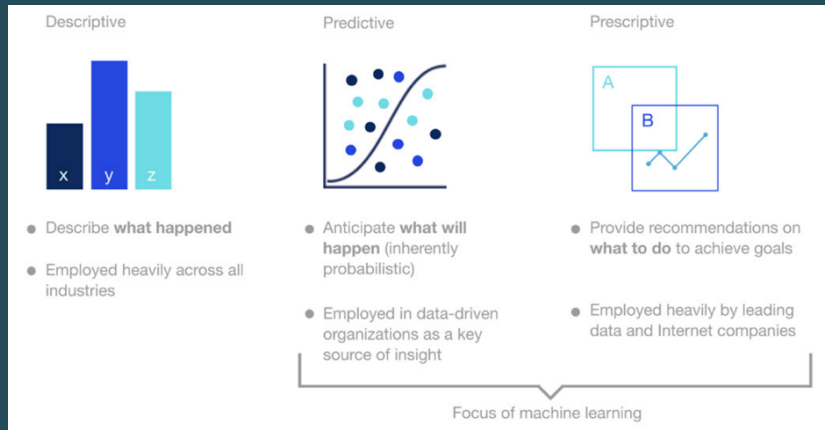 Descriptive
x y z
Describe what happened
Employed heavily across all
industries
Predictive
Anticipate what will
happen (inherently
probabilistic)
Employed in data-driven
organizations as a key
source of insight
Prescriptive
A
B
Provide recommendations on
what to do to achieve goals
Employed heavily by leading
data and Internet companies
Focus of machine learning